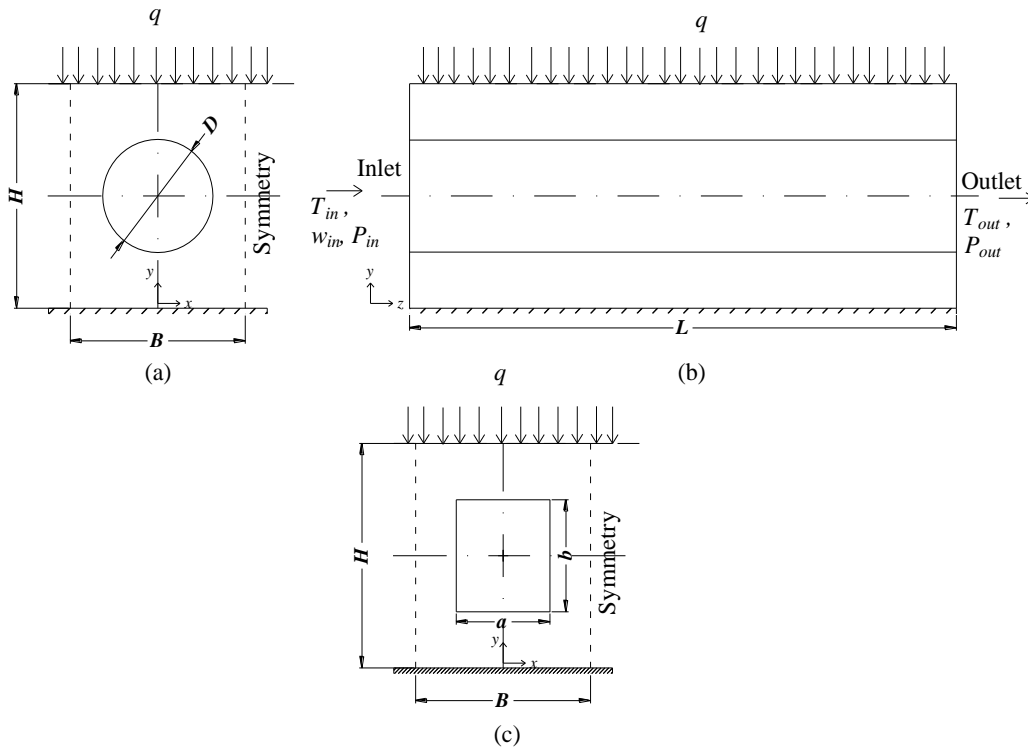 q
H
D
Symmetry
y
x
B
(a)
q
Inlet
T_in ,
w_in, P_in
Outlet
T_out ,
P_out
y
z
L
(b)
q
H
b
a
Symmetry
y
x
B
(c)